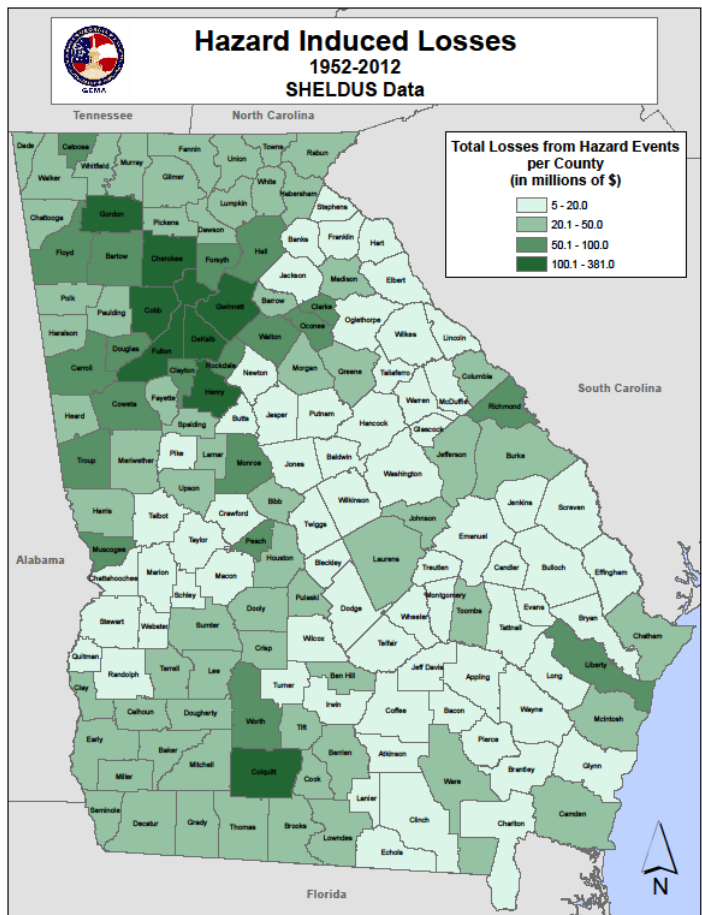 Hazard Induced Losses
1952-2012
SHELDUS Data
GEMA
Tennessee
North Carolina
Total Losses from Hazard Events
per County
(in millions of $)
5 - 20.0
20.1 - 50.0
50.1 - 100.0
100.1 - 381.0
Dade
Catoosa
Whitfield
Murray
Fannin
Union
Towns
Rabun
Walker
Gilmer
White
Habersham
Lumpkin
Stephens
Chattooga
Gordon
Pickens
Dawson
Banks
Franklin
Hart
Floyd
Bartow
Cherokee
Forsyth
Hall
Jackson
Madison
Elbert
Polk
Paulding
Cobb
Gwinnett
Barrow
Clarke
Oconee
Oglethorpe
Wilkes
Lincoln
Haralson
Douglas
Fulton
DeKalb
Walton
Carroll
Clayton
Rockdale
Newton
Morgan
Greene
Taliaferro
Columbia
McDuffie
Warren
South Carolina
Heard
Coweta
Fayette
Henry
Spalding
Butts
Jasper
Putnam
Hancock
Glascock
Richmond
Troup
Meriwether
Pike
Lamar
Monroe
Jones
Baldwin
Washington
Jefferson
Burke
Upson
Harris
Talbot
Crawford
Bibb
Twiggs
Wilkinson
Johnson
Jenkins
Screven
Emanuel
Alabama
Muscogee
Taylor
Peach
Houston
Bleckley
Laurens
Treutlen
Candler
Bulloch
Effingham
Chattahoochee
Marion
Macon
Schley
Stewart
Webster
Sumter
Dooly
Pulaski
Dodge
Wheeler
Montgomery
Toombs
Tattnall
Evans
Bryan
Chatham
Quitman
Randolph
Terrell
Lee
Crisp
Wilcox
Telfair
Ben Hill
Jeff Davis
Appling
Long
Liberty
Clay
Calhoun
Dougherty
Worth
Turner
Irwin
Coffee
Bacon
Wayne
McIntosh
Early
Baker
Mitchell
Tift
Berrien
Atkinson
Pierce
Brantley
Glynn
Miller
Colquitt
Cook
Lanier
Ware
Seminole
Decatur
Grady
Thomas
Brooks
Lowndes
Clinch
Echols
Charlton
Camden
Florida
N